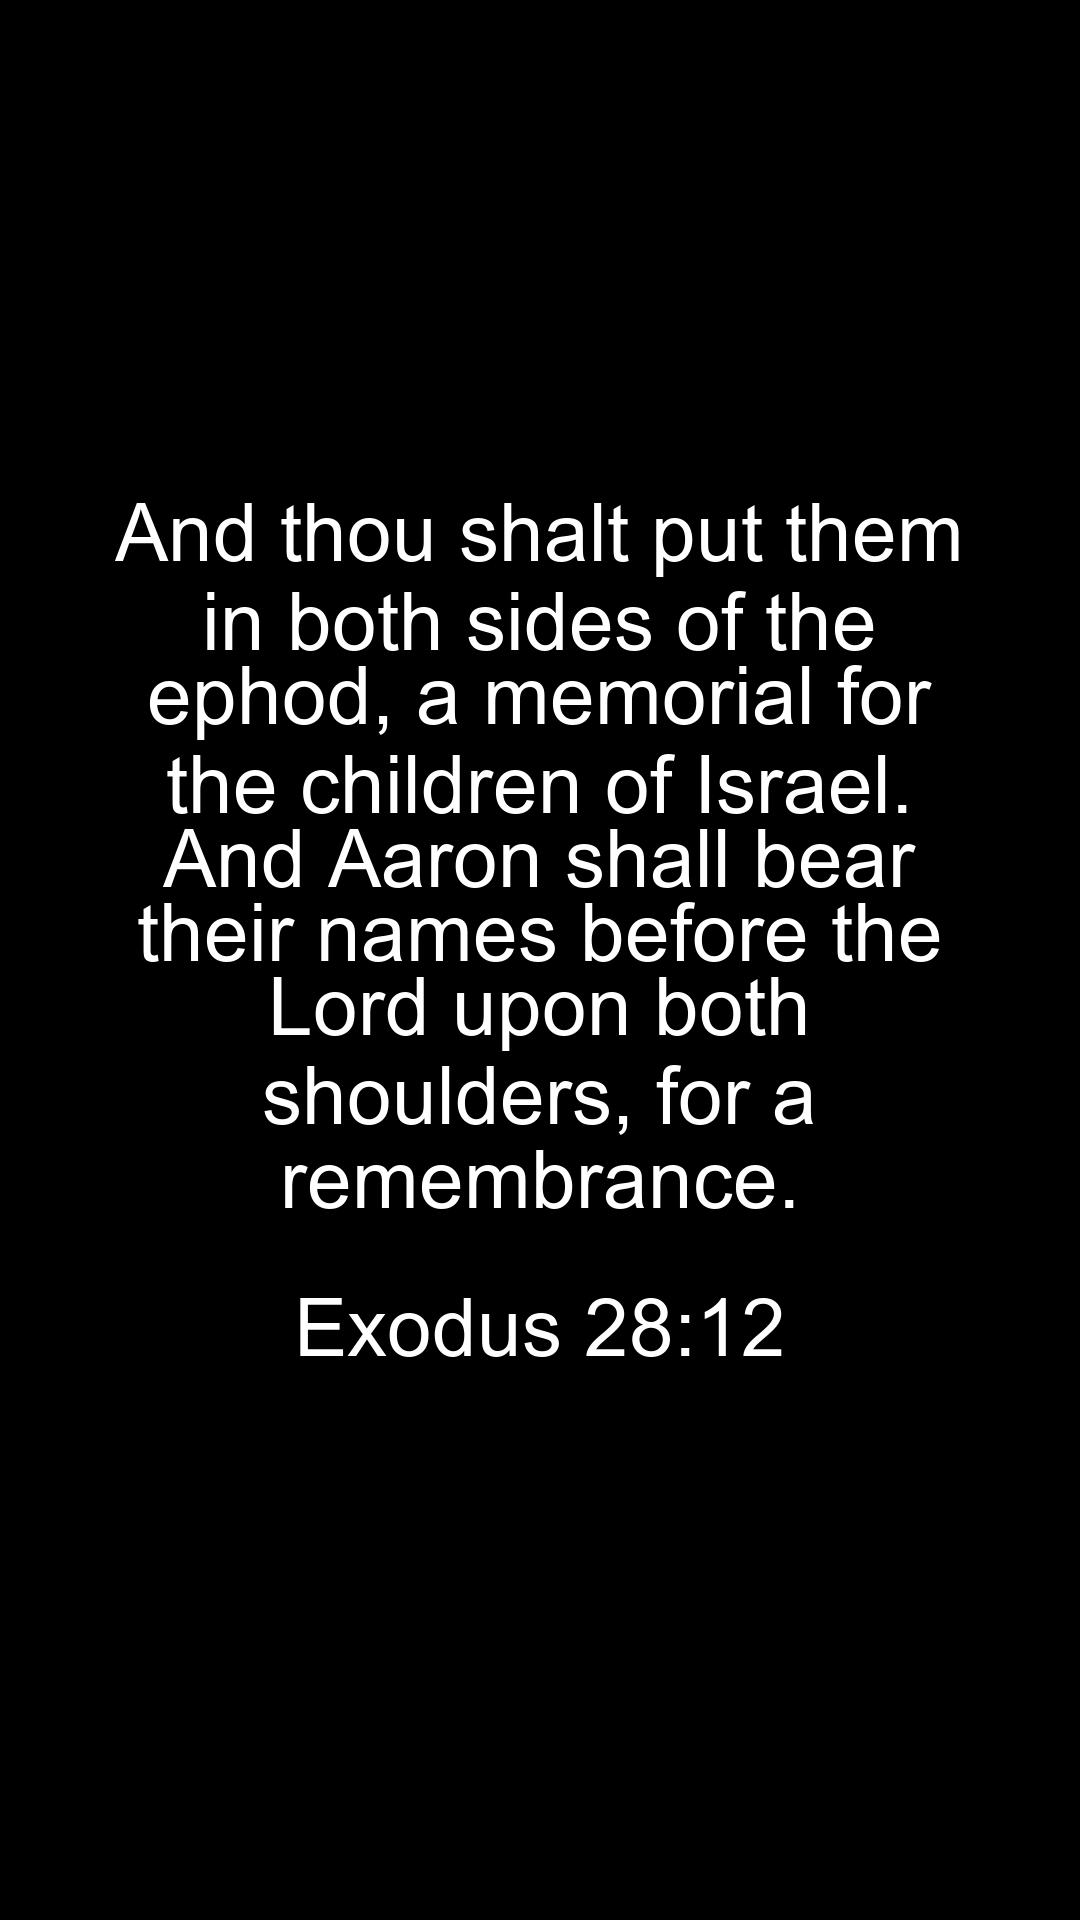 And thou shalt put them
in both sides of the
ephod, a memorial for
the children of Israel.
And Aaron shall bear
their names before the
Lord upon both
shoulders, for a
remembrance.
Exodus 28:12